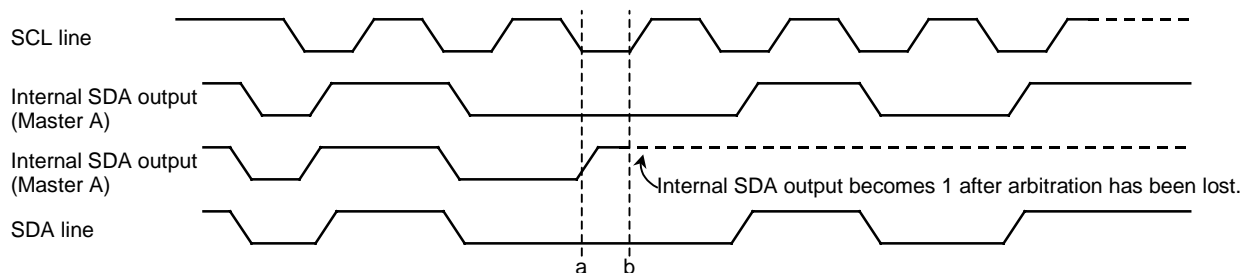 SCL line
Internal SDA output
(Master A)
Internal SDA output
(Master A)
Internal SDA output becomes 1 after arbitration has been lost.
SDA line
a b